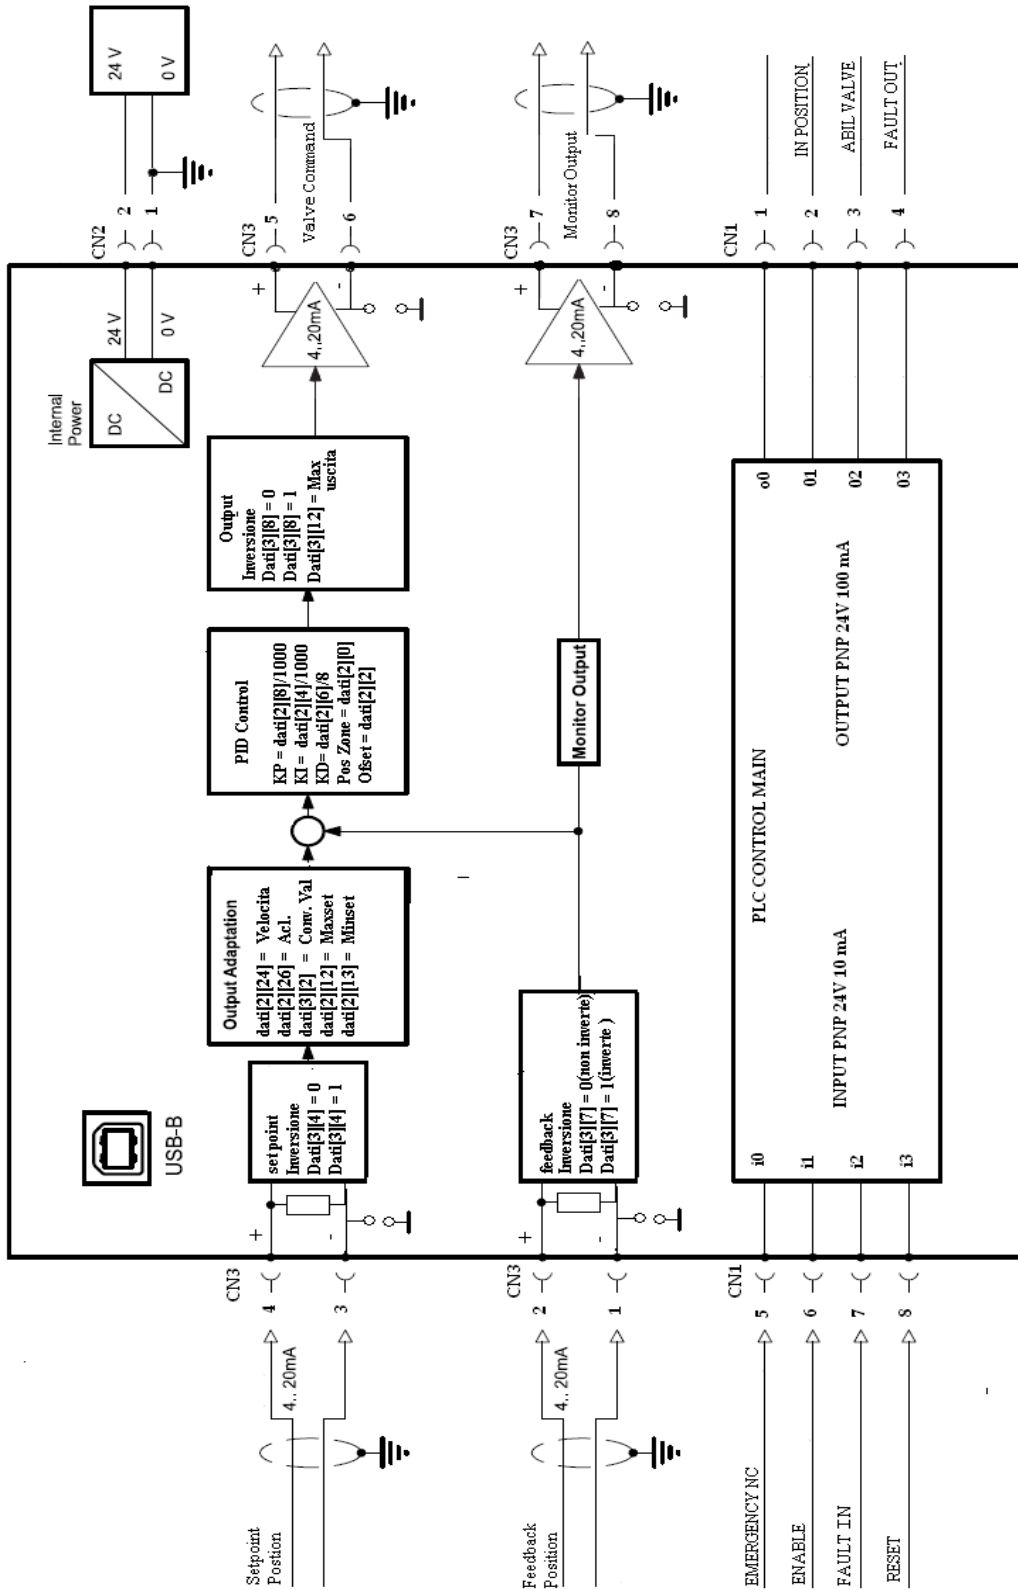 24 V
0 V
CN2
2
1
24 V
0 V
Internal
Power
DC
DC
USB-B
Setpoint
Postion
4.. 20mA
CN3
4
3
+
-
setpoint
Inversione
Dati[3][4] = 0
Dati[3][4] = 1
Output Adaptation
dati[2][24] = Velocita
dati[2][26] = Acl.
dati[3][2] = Conv. Val
dati[2][12] = Maxset
dati[2][13] = Minset
PID Control
KP = dati[2][8]/1000
KI = dati[2][4]/1000
KD= dati[2][6]/8
Pos Zone = dati[2][0]
Ofset = dati[2][2]
Output
Inversione
Dati[3][8] = 0
Dati[3][8] = 1
Dati[3][12] = Max
uscita
4,,20mA
+
-
CN3
5
6
Valve Command
Feedback
Position
4.. 20mA
CN3
2
1
+
-
feedback
Inversione
Dati[3][7] = 0(non inverte)
Dati[3][7] = 1(inverte )
Monitor Output
4,,20mA
+
-
CN3
7
8
Monitor Output
EMERGENCY NC
ENABLE
FAULT IN
RESET
CN1
5
6
7
8
i0
i1
i2
i3
PLC CONTROL MAIN
INPUT PNP 24V 10 mA
OUTPUT PNP 24V 100 mA
o0
01
02
03
CN1
1
2
3
4
IN POSITION
ABIL VALVE
FAULT OUT